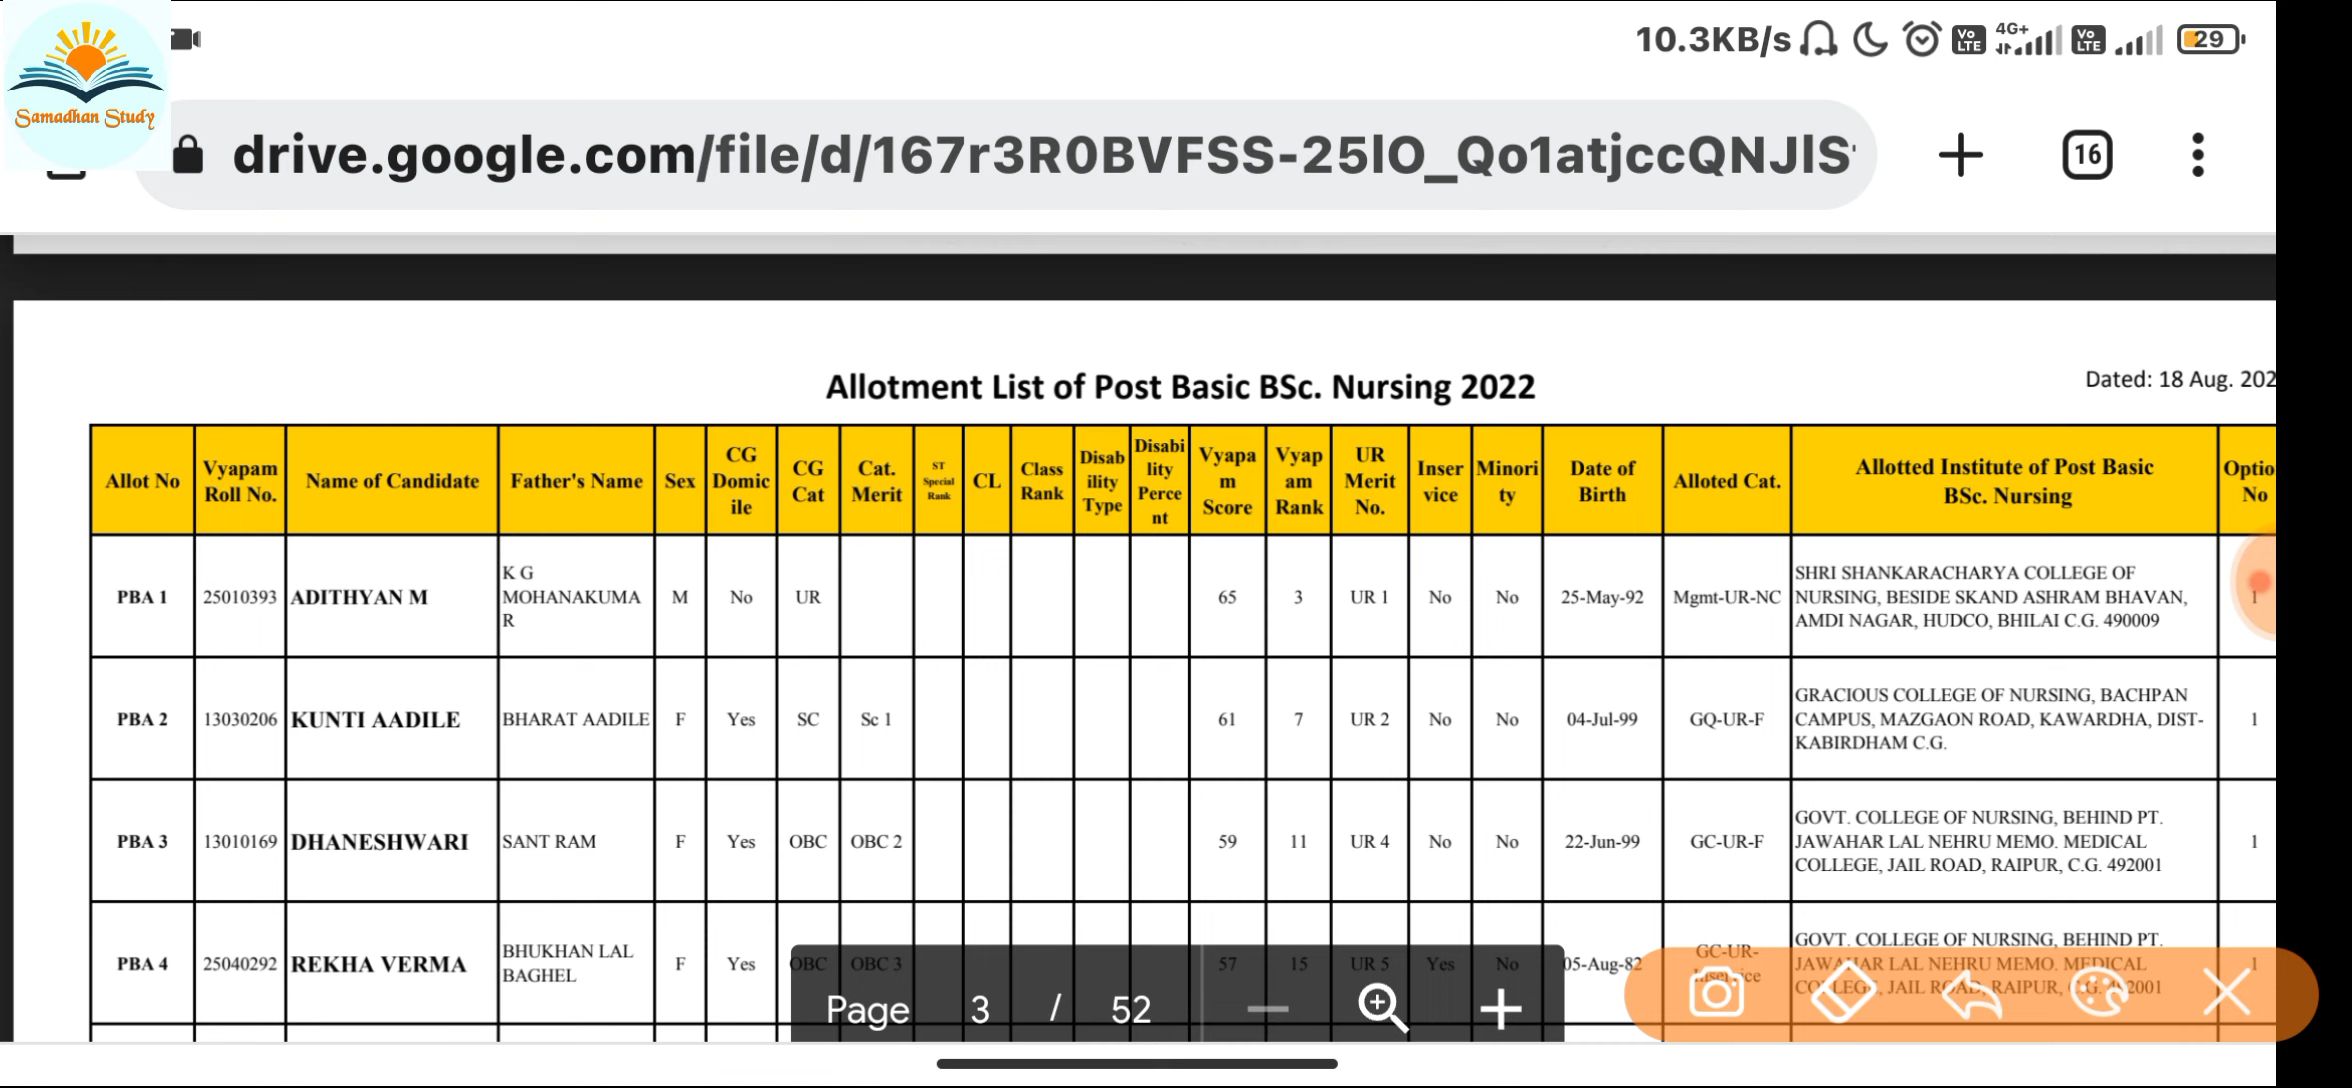 Samadhan Study
10.3KB/s
Vo LTE
4G+
Vo LTE
29
drive.google.com/file/d/167r3R0BVFSS-25lO_Qo1atjccQNJlS
16
Allotment List of Post Basic BSc. Nursing 2022
Dated: 18 Aug. 202
Allot No | Vyapam Roll No. | Name of Candidate | Father's Name | Sex | CG Domicile | CG Cat | Cat. Merit | ST Special Rank | CL | Class Rank | Disability Type | Disability Percent | Vyapam Score | Vyapam Rank | UR Merit No. | Inservice | Minority | Date of Birth | Alloted Cat. | Allotted Institute of Post Basic BSc. Nursing | Optio No
PBA 1 | 25010393 | ADITHYAN M | K G MOHANAKUMAR | M | No | UR | 65 | 3 | UR 1 | No | No | 25-May-92 | Mgmt-UR-NC | SHRI SHANKARACHARYA COLLEGE OF NURSING, BESIDE SKAND ASHRAM BHAVAN, AMDI NAGAR, HUDCO, BHILAI C.G. 490009 | 1
PBA 2 | 13030206 | KUNTI AADILE | BHARAT AADILE | F | Yes | SC | Sc 1 | 61 | 7 | UR 2 | No | No | 04-Jul-99 | GQ-UR-F | GRACIOUS COLLEGE OF NURSING, BACHPAN CAMPUS, MAZGAON ROAD, KAWARDHA, DIST-KABIRDHAM C.G. | 1
PBA 3 | 13010169 | DHANESHWARI | SANT RAM | F | Yes | OBC | OBC 2 | 59 | 11 | UR 4 | No | No | 22-Jun-99 | GC-UR-F | GOVT. COLLEGE OF NURSING, BEHIND PT. JAWAHAR LAL NEHRU MEMO. MEDICAL COLLEGE, JAIL ROAD, RAIPUR, C.G. 492001 | 1
PBA 4 | 25040292 | REKHA VERMA | BHUKHAN LAL BAGHEL | F | Yes | OBC | OBC 3 | 57 | 15 | UR 5 | Yes | No | 05-Aug-82 | GC-UR-Inservice | GOVT. COLLEGE OF NURSING, BEHIND PT. JAWAHAR LAL NEHRU MEMO. MEDICAL COLLEGE, JAIL ROAD, RAIPUR, C.G. 492001 | 1
Page 3 / 52